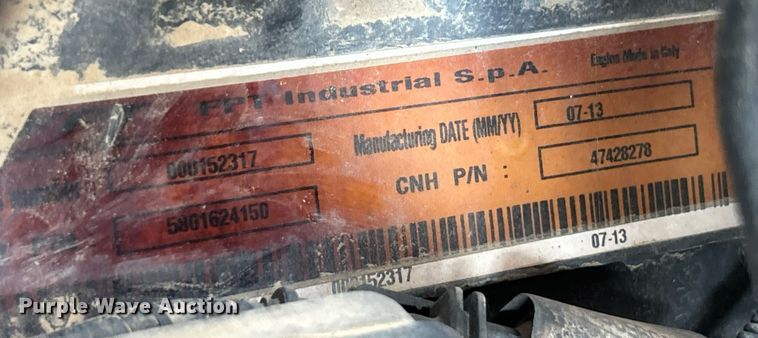 FPT Industrial S.p.A. Engine Made in Italy
000152317 Manufacturing DATE (MM/YY) 07-13
5801624150 CNH P/N : 47428278
000152317 07-13
Purple Wave Auction